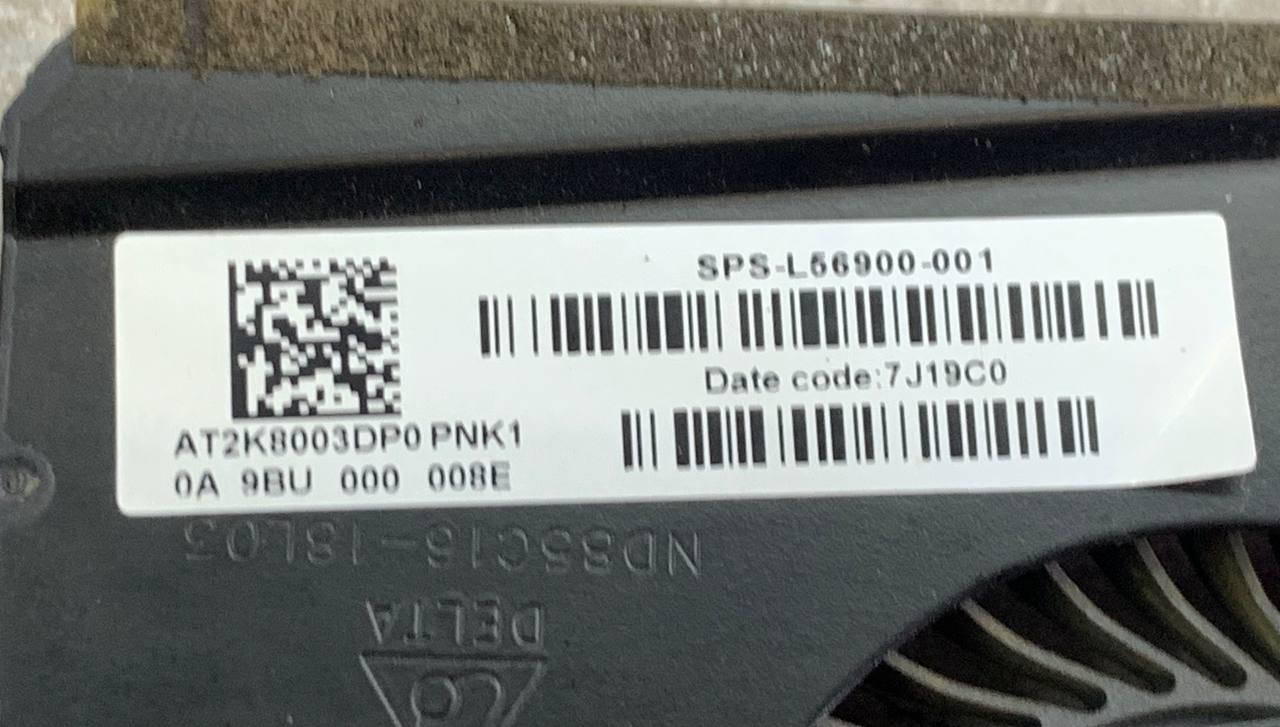 SPS-L56900-001
Date code:7J19C0
AT2K8003DP0 PNK1
0A 9BU 000 008E
ND85C16-18L05
DELTA